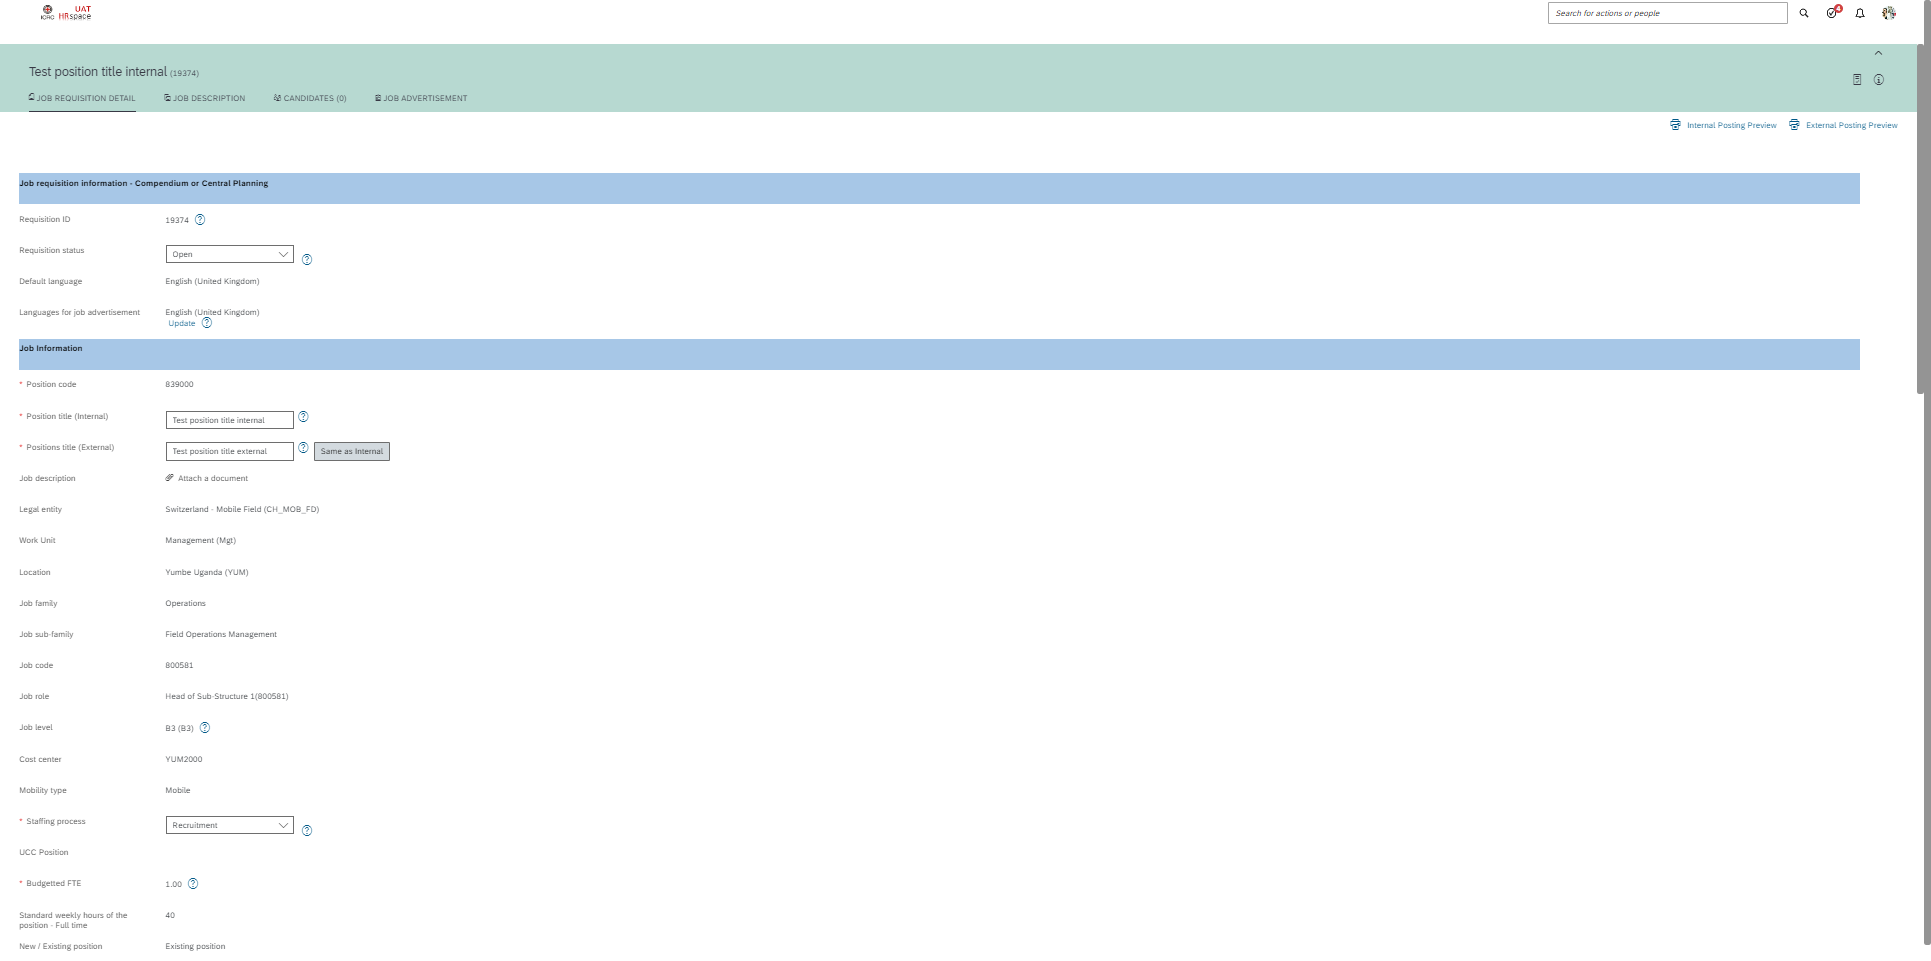 ICRC
UAT
HRspace
Search for actions or people
4
Test position title internal (19374)
JOB REQUISITION DETAIL
JOB DESCRIPTION
CANDIDATES (0)
JOB ADVERTISEMENT
Internal Posting Preview
External Posting Preview
Job requisition information - Compendium or Central Planning
Requisition ID 19374
Requisition status Open
Default language English (United Kingdom)
Languages for job advertisement English (United Kingdom)
Update
Job Information
* Position code 839000
* Position title (Internal) Test position title internal
* Positions title (External) Test position title external Same as Internal
Job description Attach a document
Legal entity Switzerland - Mobile Field (CH_MOB_FD)
Work Unit Management (Mgt)
Location Yumbe Uganda (YUM)
Job family Operations
Job sub-family Field Operations Management
Job code 800581
Job role Head of Sub-Structure 1(800581)
Job level B3 (B3)
Cost center YUM2000
Mobility type Mobile
* Staffing process Recruitment
UCC Position
* Budgetted FTE 1.00
Standard weekly hours of the 40
position - Full time
New / Existing position Existing position